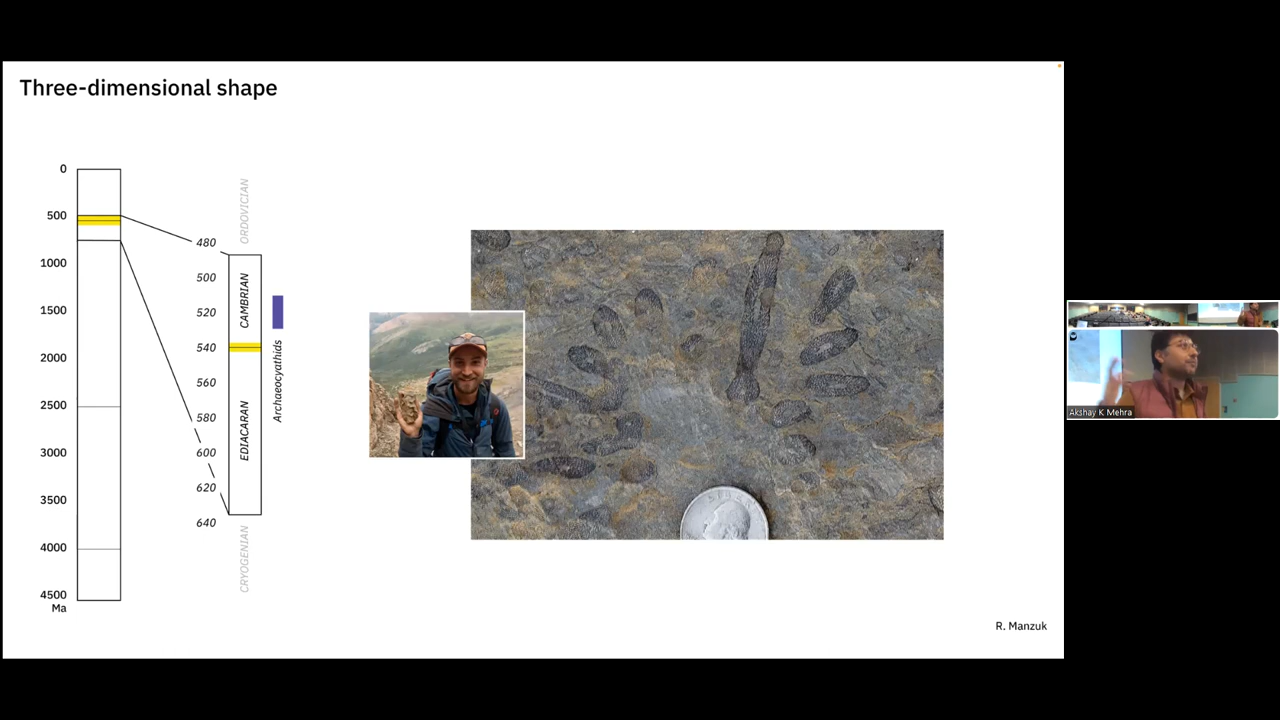 Three-dimensional shape
0
500
1000
1500
2000
2500
3000
3500
4000
4500
Ma
480
500
520
540
560
580
600
620
640
ORDOVICIAN
CAMBRIAN
EDIACARAN
CRYOGENIAN
Archaeocyathids
R. Manzuk
Akshay K Mehra